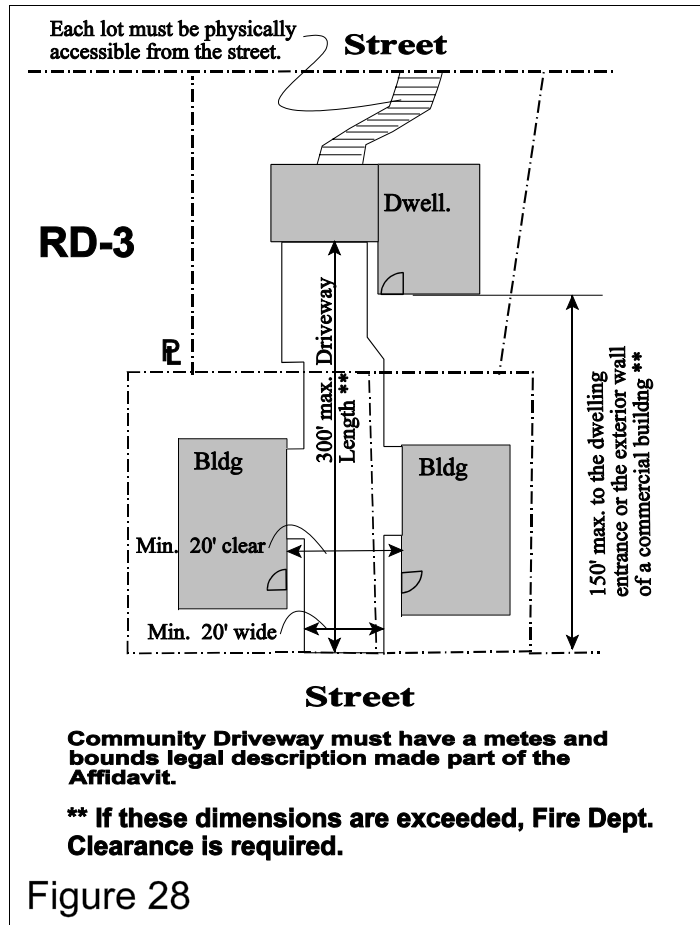 Each lot must be physically
accessible from the street.
Street
Dwell.
RD-3
PL
300' max. Driveway
Length **
150' max. to the dwelling
entrance or the exterior wall
of a commercial buildng **
Bldg
Bldg
Min. 20' clear
Min. 20' wide
Street
Community Driveway must have a metes and
bounds legal description made part of the
Affidavit.
** If these dimensions are exceeded, Fire Dept.
Clearance is required.
Figure 28